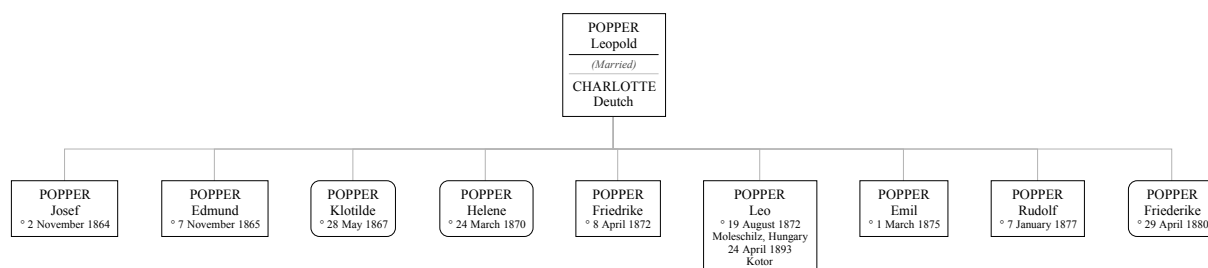 POPPER
Leopold
(Married)
CHARLOTTE
Deutch
POPPER
Josef
° 2 November 1864
POPPER
Edmund
° 7 November 1865
POPPER
Klotilde
° 28 May 1867
POPPER
Helene
° 24 March 1870
POPPER
Friedrike
° 8 April 1872
POPPER
Leo
° 19 August 1872
Moleschilz, Hungary
24 April 1893
Kotor
POPPER
Emil
° 1 March 1875
POPPER
Rudolf
° 7 January 1877
POPPER
Friederike
° 29 April 1880